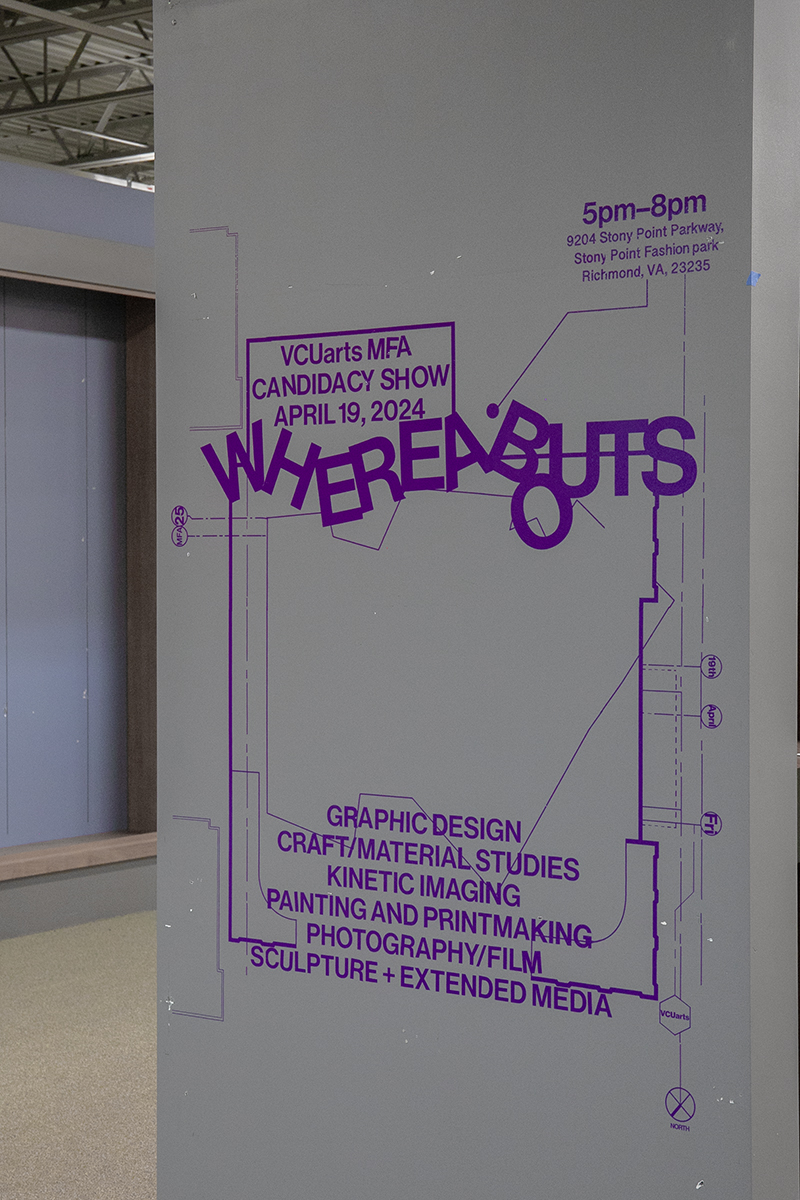 5pm–8pm
9204 Stony Point Parkway,
Stony Point Fashion park
Richmond, VA, 23235
VCUarts MFA
CANDIDACY SHOW
APRIL 19, 2024
WHEREABOUTS
25
MFA
19th
April
Fri
GRAPHIC DESIGN
CRAFT/MATERIAL STUDIES
KINETIC IMAGING
PAINTING AND PRINTMAKING
PHOTOGRAPHY/FILM
SCULPTURE + EXTENDED MEDIA
VCUarts
NORTH